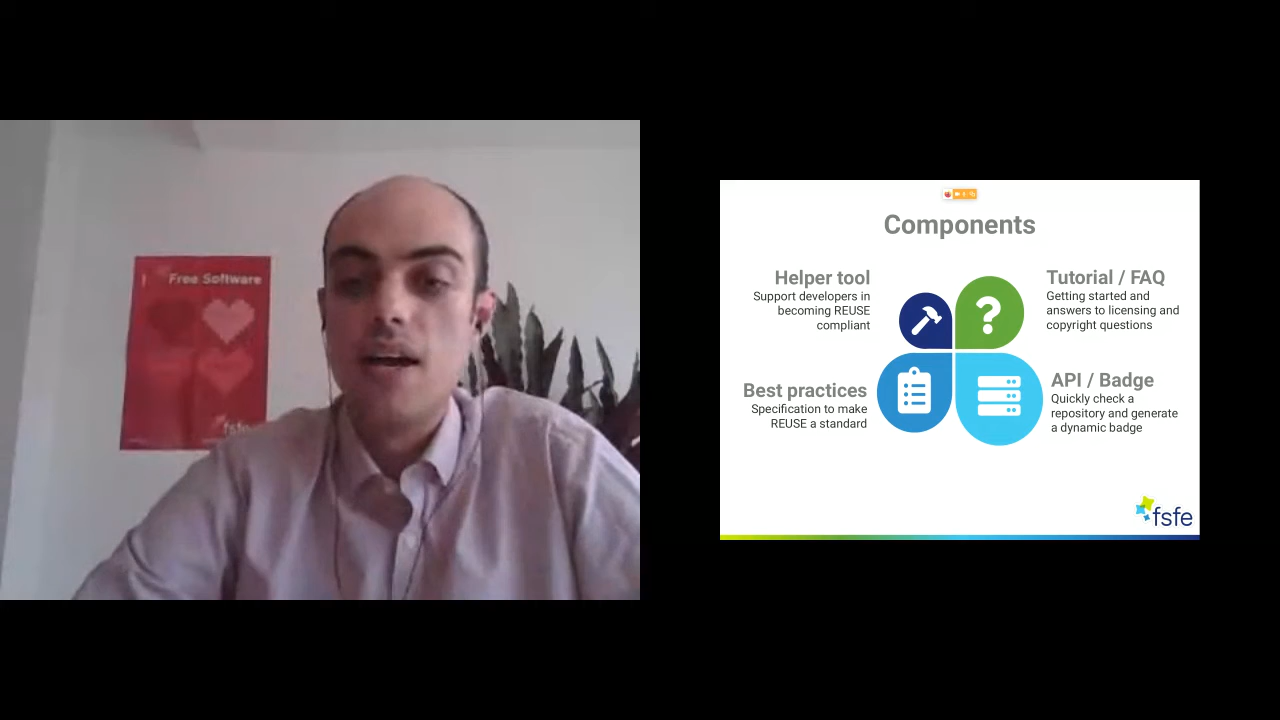 Free Software
fsfe
Components
Helper tool
Support developers in
becoming REUSE
compliant
Tutorial / FAQ
Getting started and
answers to licensing and
copyright questions
Best practices
Specification to make
REUSE a standard
API / Badge
Quickly check a
repository and generate
a dynamic badge
fsfe